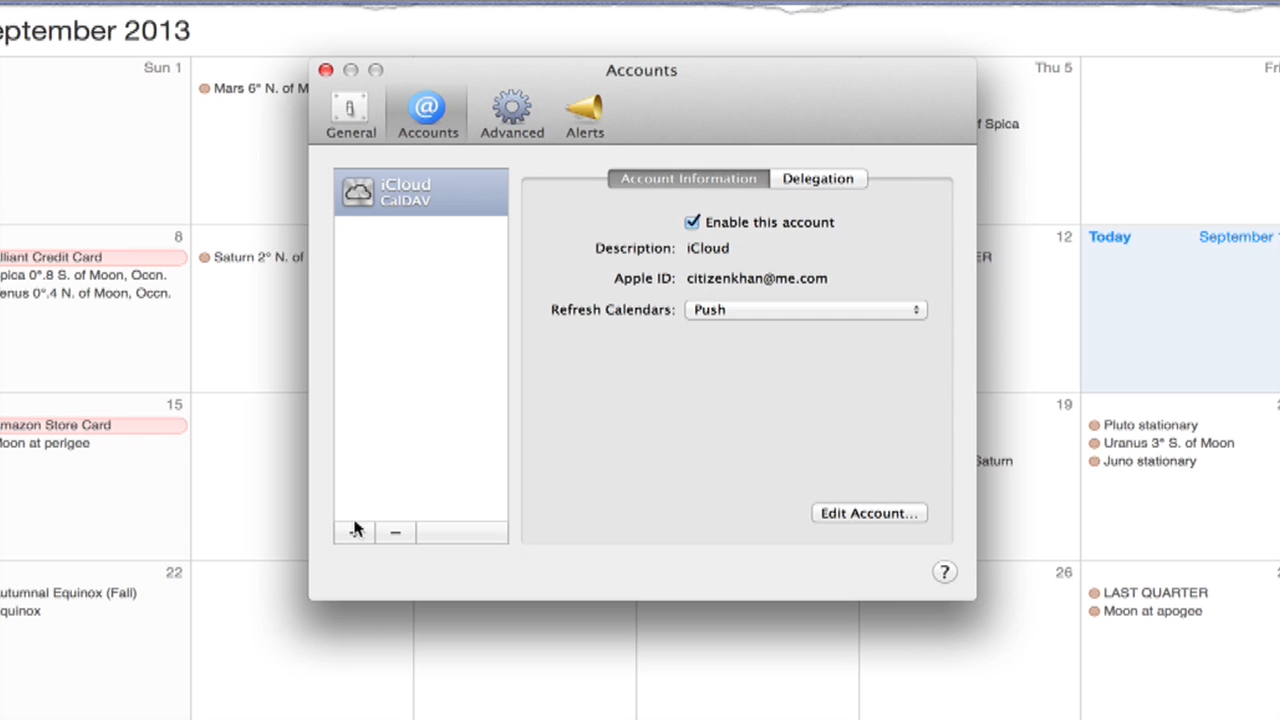 eptember 2013
Accounts
General
Accounts
Advanced
Alerts
iCloud
CalDAV
Account Information
Delegation
Enable this account
Description: iCloud
Apple ID: citizenkhan@me.com
Refresh Calendars: Push
Edit Account...
?
Sun 1
Mars 6° N. of M
Thu 5
Fri
f Spica
8
lliant Credit Card
pica 0°.8 S. of Moon, Occn.
enus 0°.4 N. of Moon, Occn.
Saturn 2° N. of
12
ER
Today
September 1
15
mazon Store Card
Moon at perigee
19
Saturn
Pluto stationary
Uranus 3° S. of Moon
Juno stationary
22
utumnal Equinox (Fall)
quinox
26
LAST QUARTER
Moon at apogee